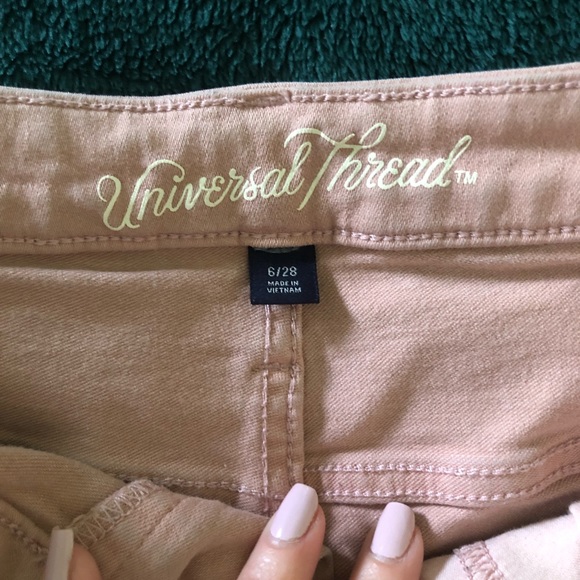 Universal Thread™
6/28
MADE IN
VIETNAM